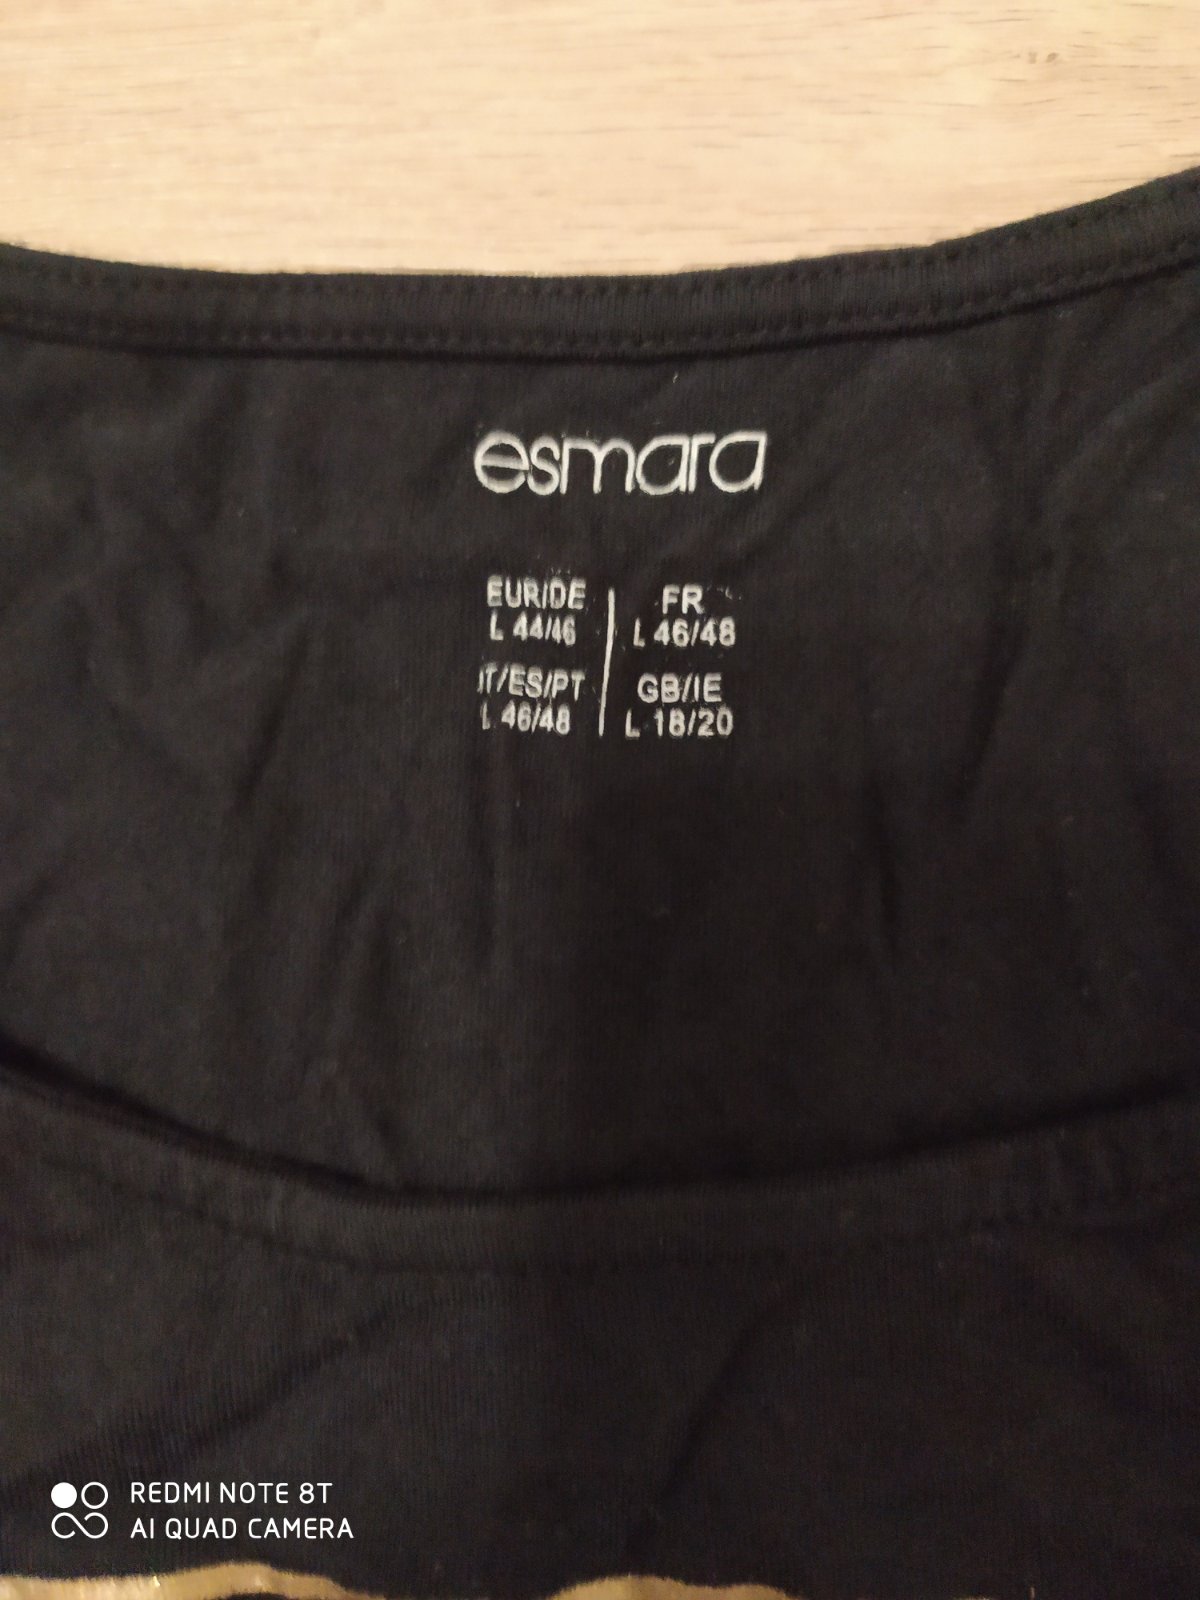 esmara
EUR/DE
L 44/46
FR
L 46/48
IT/ES/PT
L 46/48
GB/IE
L 18/20
REDMI NOTE 8T
AI QUAD CAMERA